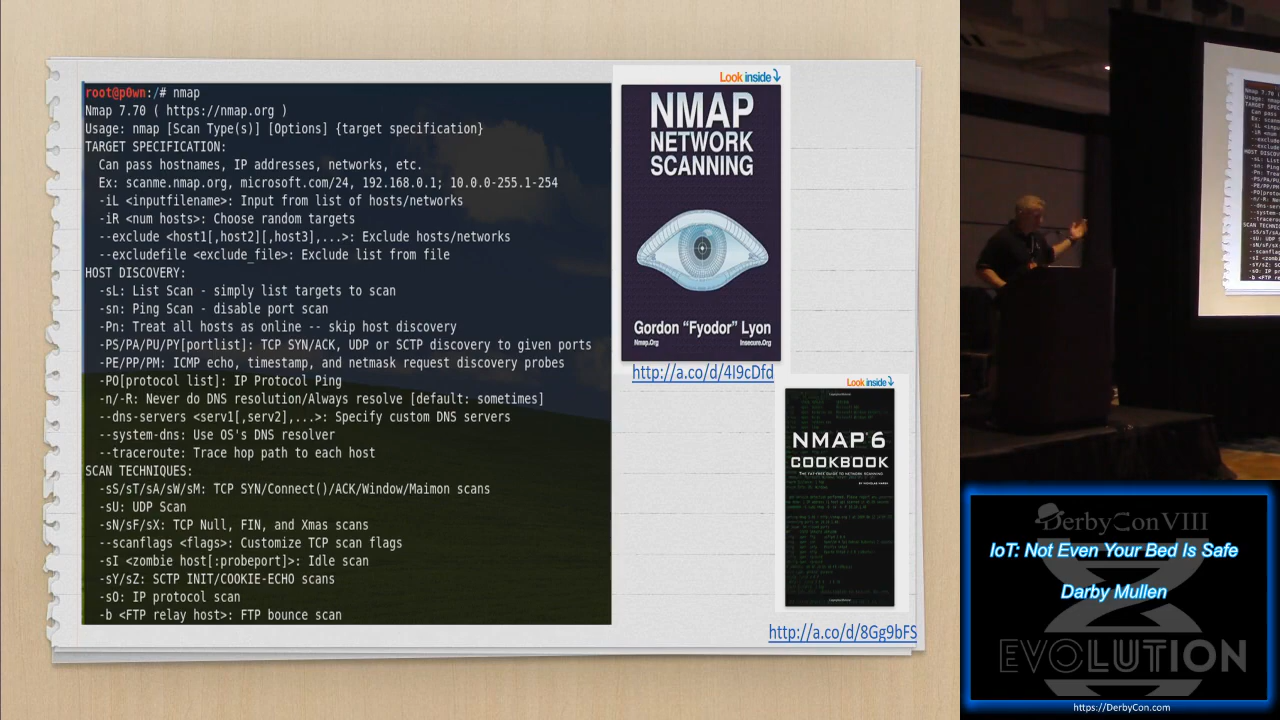 root@p0wn:/# nmap
Nmap 7.70 ( https://nmap.org )
Usage: nmap [Scan Type(s)] [Options] {target specification}
TARGET SPECIFICATION:
Can pass hostnames, IP addresses, networks, etc.
Ex: scanme.nmap.org, microsoft.com/24, 192.168.0.1; 10.0.0-255.1-254
-iL <inputfilename>: Input from list of hosts/networks
-iR <num hosts>: Choose random targets
--exclude <host1[,host2][,host3],...>: Exclude hosts/networks
--excludefile <exclude_file>: Exclude list from file
HOST DISCOVERY:
-sL: List Scan - simply list targets to scan
-sn: Ping Scan - disable port scan
-Pn: Treat all hosts as online -- skip host discovery
-PS/PA/PU/PY[portlist]: TCP SYN/ACK, UDP or SCTP discovery to given ports
-PE/PP/PM: ICMP echo, timestamp, and netmask request discovery probes
-PO[protocol list]: IP Protocol Ping
-n/-R: Never do DNS resolution/Always resolve [default: sometimes]
--dns-servers <serv1[,serv2],...>: Specify custom DNS servers
--system-dns: Use OS's DNS resolver
--traceroute: Trace hop path to each host
SCAN TECHNIQUES:
-sS/sT/sA/sW/sM: TCP SYN/Connect()/ACK/Window/Maimon scans
-sU: UDP Scan
-sN/sF/sX: TCP Null, FIN, and Xmas scans
--scanflags <flags>: Customize TCP scan flags
-sI <zombie host[:probeport]>: Idle scan
-sY/sZ: SCTP INIT/COOKIE-ECHO scans
-sO: IP protocol scan
-b <FTP relay host>: FTP bounce scan
Look inside
NMAP
NETWORK
SCANNING
Gordon "Fyodor" Lyon
Nmap.Org Insecure.Org
http://a.co/d/4I9cDfd
Look inside
NMAP 6
COOKBOOK
THE FAT-FREE GUIDE TO NETWORK SCANNING
BY NICHOLAS MARSH
http://a.co/d/8Gg9bFS
DerbyCon VIII
IoT: Not Even Your Bed Is Safe
Darby Mullen
EVOLUTION
https://DerbyCon.com